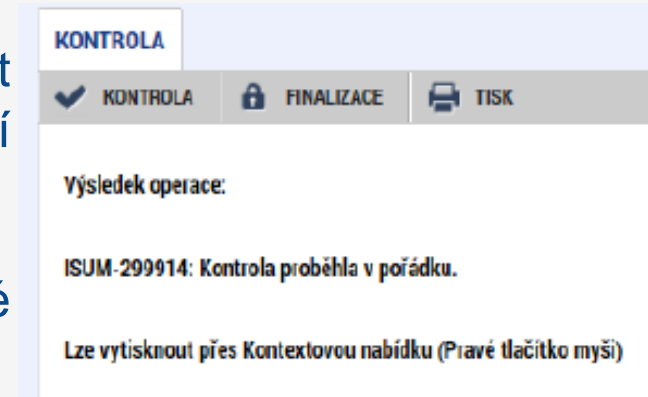 t
í
é
KONTROLA
KONTROLA FINALIZACE TISK
Výsledek operace:
ISUM-299914: Kontrola proběhla v pořádku.
Lze vytisknout přes Kontextovou nabídku (Pravé tlačítko myši)